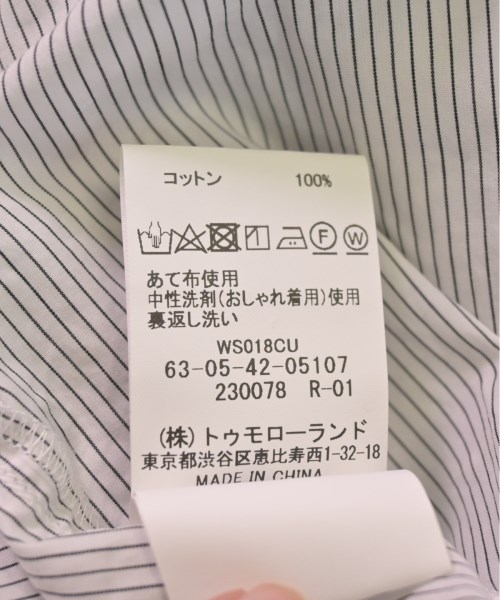 コットン 100%
F W
あて布使用
中性洗剤(おしゃれ着用)使用
裏返し洗い
WS018CU
63-05-42-05107
230078 R-01
(株)トゥモローランド
東京都渋谷区恵比寿西1-32-18
MADE IN CHINA